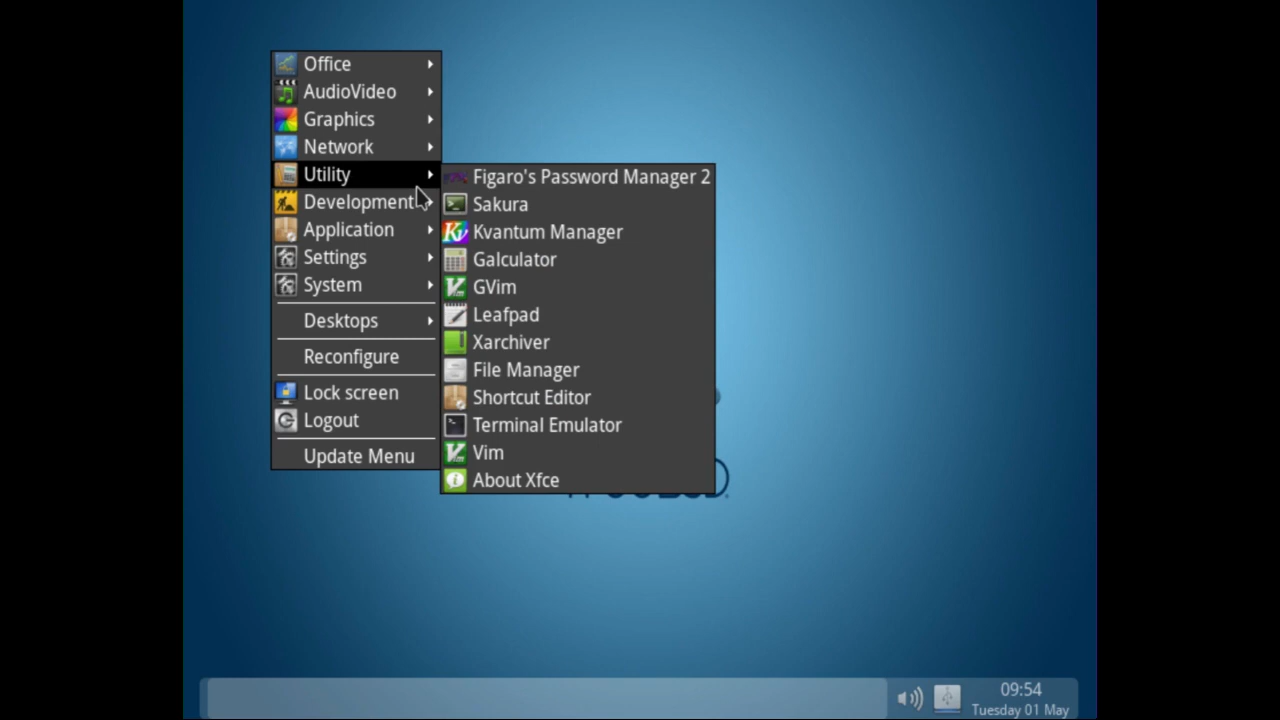 Office
AudioVideo
Graphics
Network
Utility
Development
Application
Settings
System
Desktops
Reconfigure
Lock screen
Logout
Update Menu
Figaro's Password Manager 2
Sakura
Kvantum Manager
Galculator
GVim
Leafpad
Xarchiver
File Manager
Shortcut Editor
Terminal Emulator
Vim
About Xfce
09:54
Tuesday 01 May